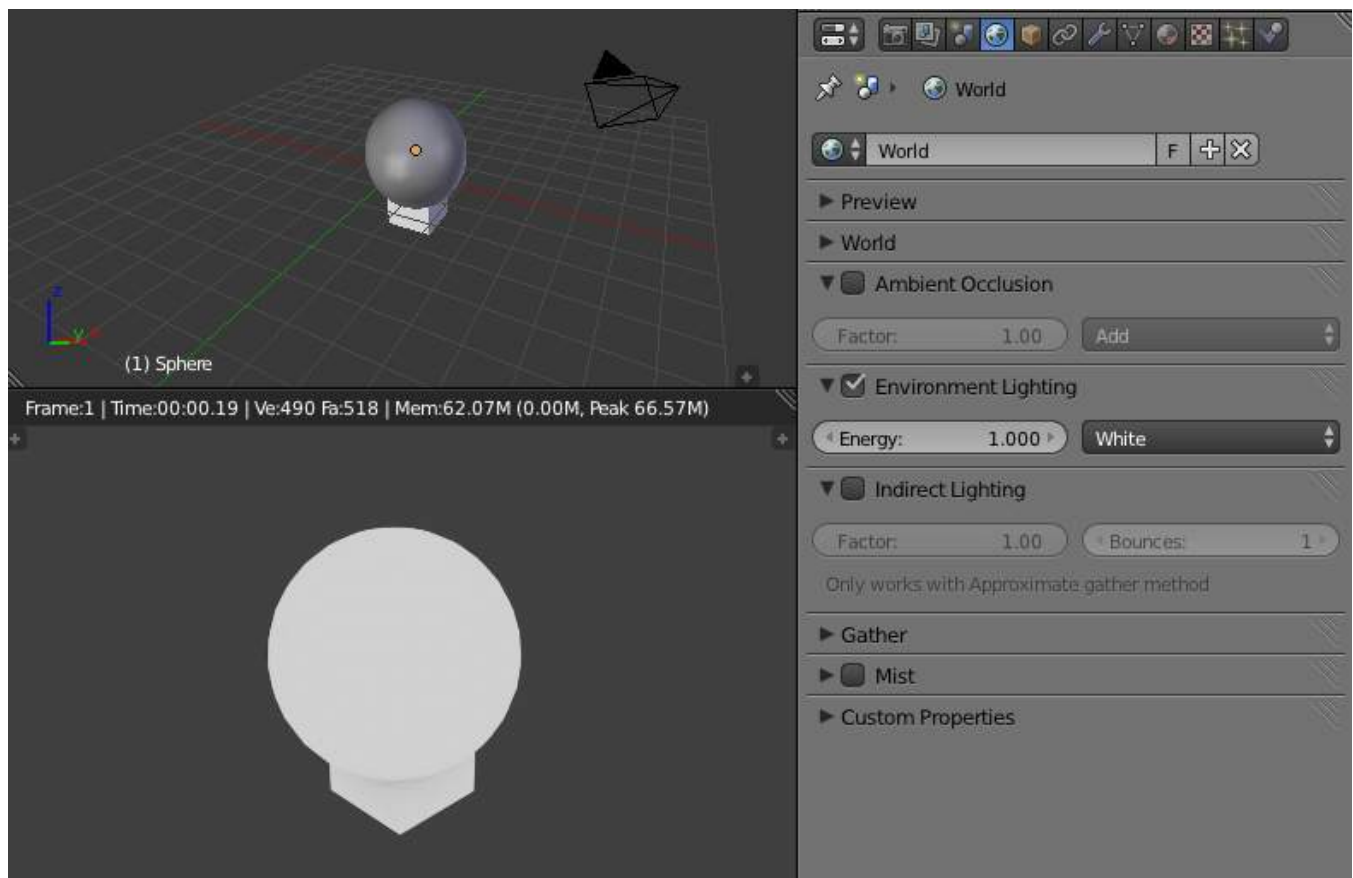 z
y
x
(1) Sphere
Frame:1 | Time:00:00.19 | Ve:490 Fa:518 | Mem:62.07M (0.00M, Peak 66.57M)
World
World F
Preview
World
Ambient Occlusion
Factor: 1.00 Add
Environment Lighting
Energy: 1.000 White
Indirect Lighting
Factor: 1.00 Bounces: 1
Only works with Approximate gather method
Gather
Mist
Custom Properties